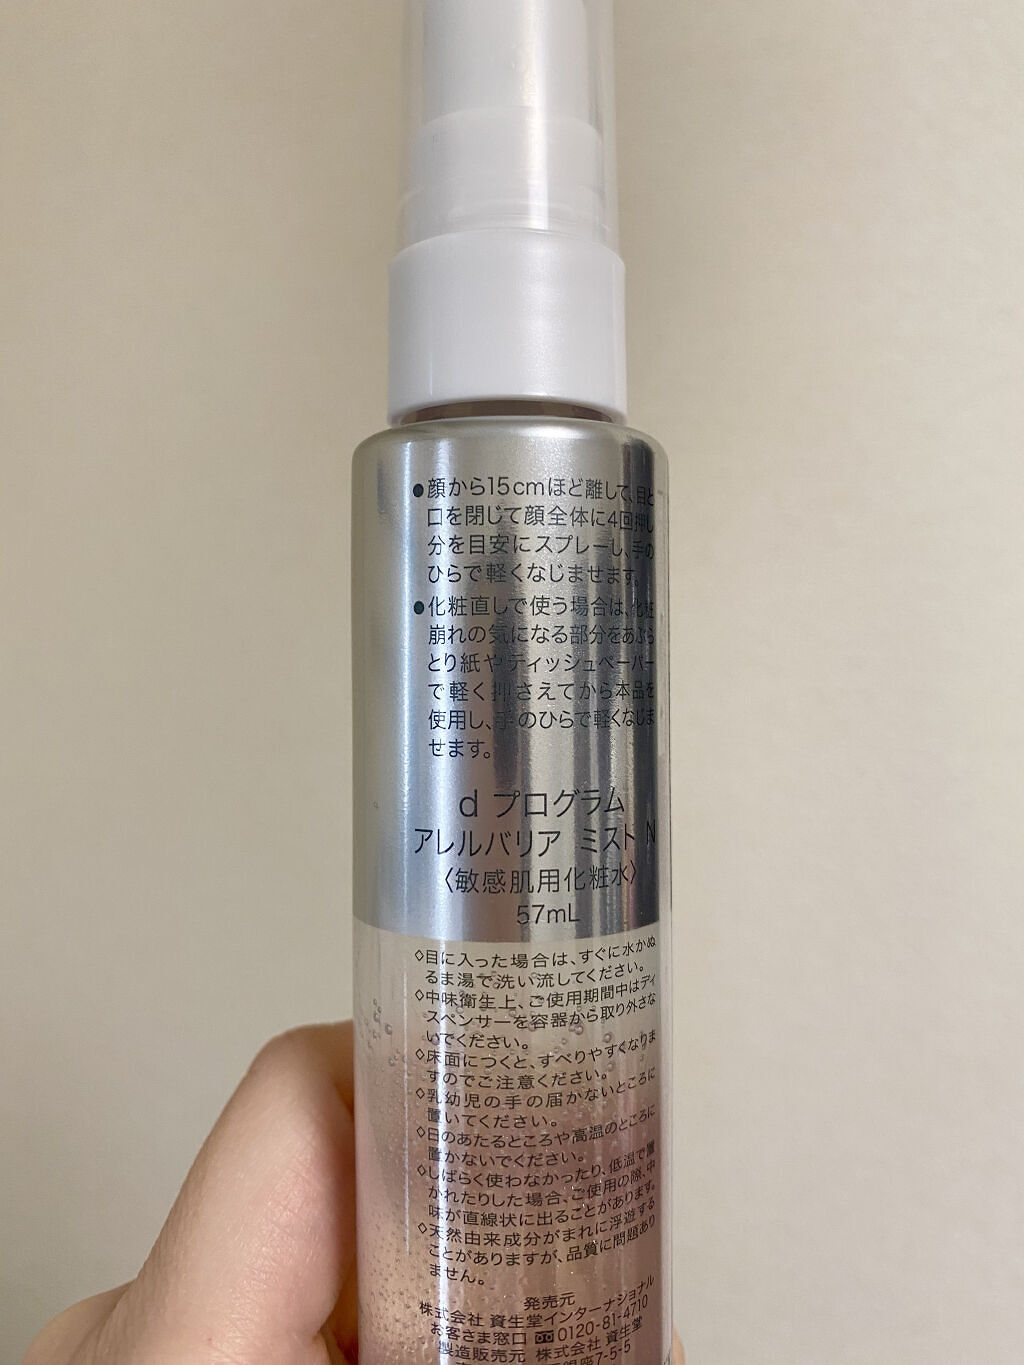 ●顔から15cmほど離して、目と
口を閉じて顔全体に4回押し
分を目安にスプレーし、手の
ひらで軽くなじませます。
●化粧直しで使う場合は、化粧
崩れの気になる部分をあぶら
とり紙やティッシュペーパー
で軽く押さえてから本品を
使用し、手のひらで軽くなじま
せます。
d プログラム
アレルバリア ミスト N
〈敏感肌用化粧水〉
57mL
◇目に入った場合は、すぐに水かぬ
るま湯で洗い流してください。
◇中味衛生上、ご使用期間中はディ
スペンサーを容器から取り外さな
いでください。
◇床面につくと、すべりやすくなりま
すのでご注意ください。
◇乳幼児の手の届かないところに
置いてください。
◇日のあたるところや高温のところに
置かないでください。
◇しばらく使わなかったり、低温で置
かれたりした場合、ご使用の際、中
味が直線状に出ることがあります。
◇天然由来成分がまれに浮遊する
ことがありますが、品質に問題あり
ません。
発売元
株式会社 資生堂インターナショナル
お客さま窓口 0120-81-4710
製造販売元 株式会社 資生堂
7-5-5